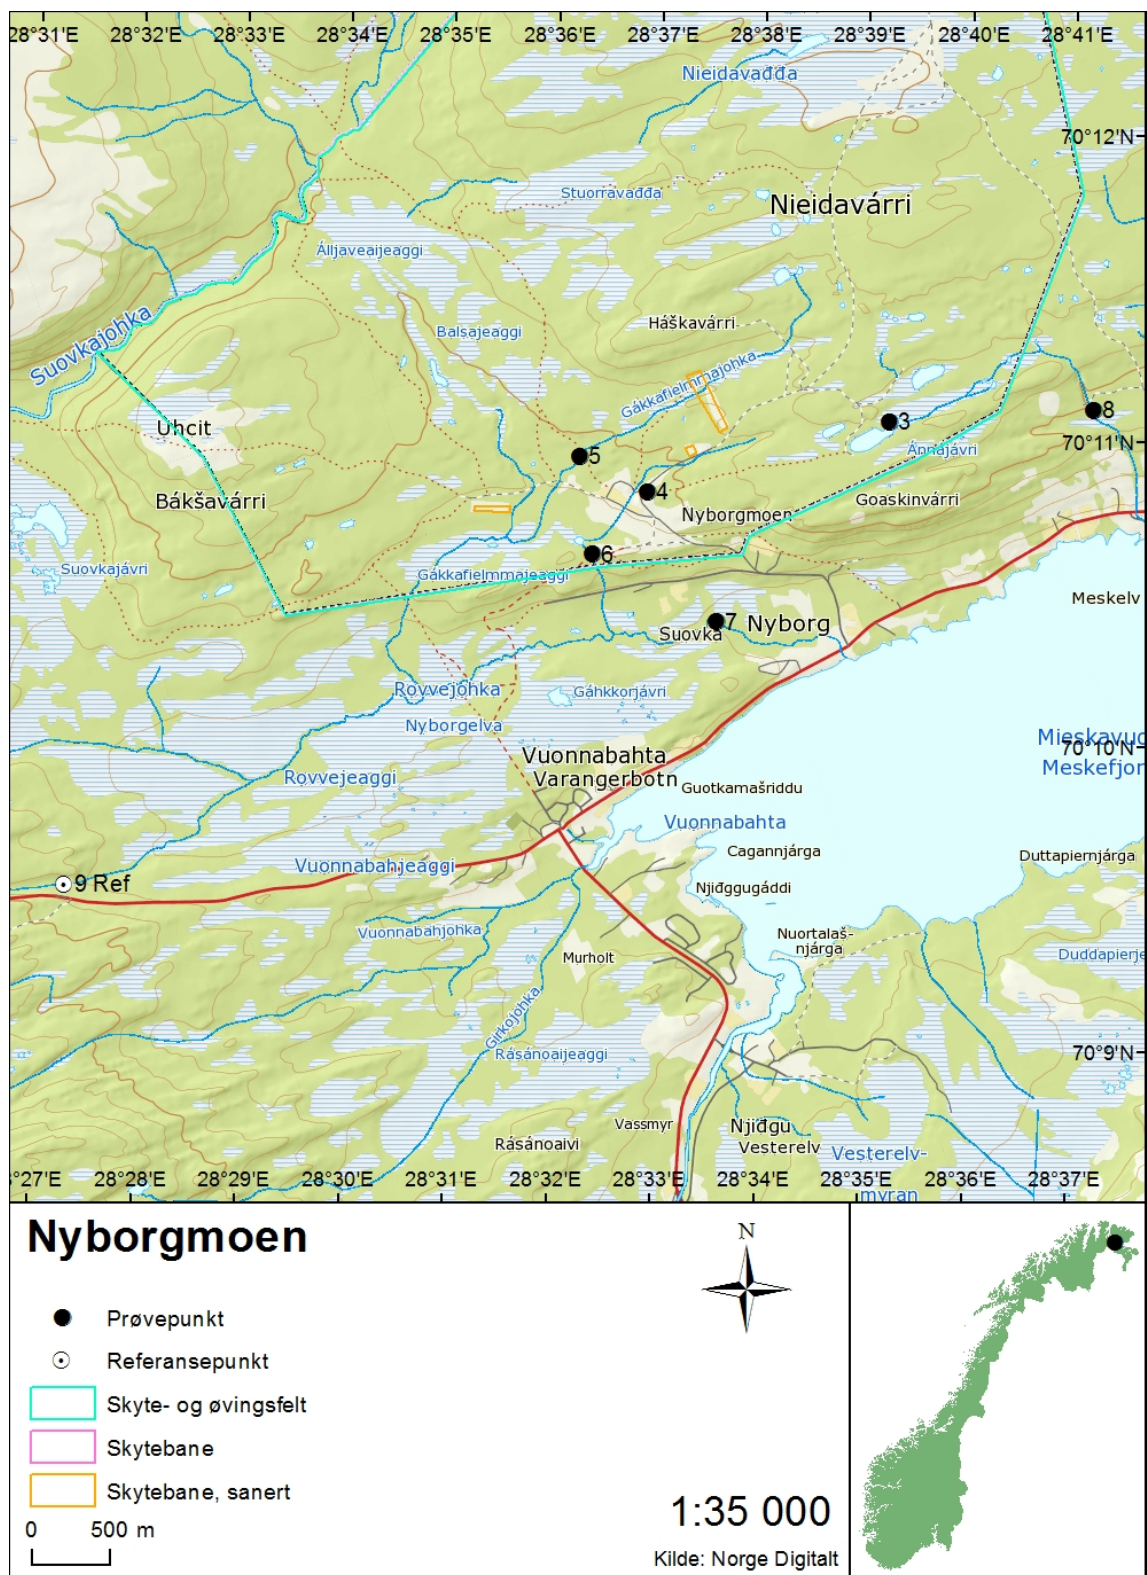 28°31'E 28°32'E 28°33'E 28°34'E 28°35'E 28°36'E 28°37'E 28°38'E 28°39'E 28°40'E 28°41'E
Nieidavađđa
70°12'N
Stuorravađđa
Nieidavárri
Álljaveaijeaggi
Suovkajohka
Háškavárri
Balsajeaggi
Gákkafielmmajohka
8
3
Uhcit
70°11'N
Ánnajávri
5
4
Bákšavárri
Goaskinvárri
Nyborgmoen
6
Suovkajávri
Gákkafielmmajeaggi
Meskelv
7
Nyborg
Suovka
Rovvejohka
Gáhkkorjávri
Nyborgelva
Mieskavug
70°10'N
Vuonnabahta
Meskefjor
Rovvejeaggi
Varangerbotn
Guotkamašriddu
Vuonnabahta
Cagannjárga
Duttapiernjárga
Vuonnabahjeaggi
9 Ref
Njiđggugáddi
Vuonnabahjohka
Nuortalaš-
njárga
Murholt
Duddapierje
Girkojohka
70°9'N
Rásánoaijeaggi
Vassmyr
Njiđgu
Rásánoaivi
Vesterelv
Vesterelv-
myran
28°27'E 28°28'E 28°29'E 28°30'E 28°31'E 28°32'E 28°33'E 28°34'E 28°35'E 28°36'E 28°37'E
Nyborgmoen
N
Prøvepunkt
Referansepunkt
Skyte- og øvingsfelt
Skytebane
Skytebane, sanert
0 500 m
1:35 000
Kilde: Norge Digitalt